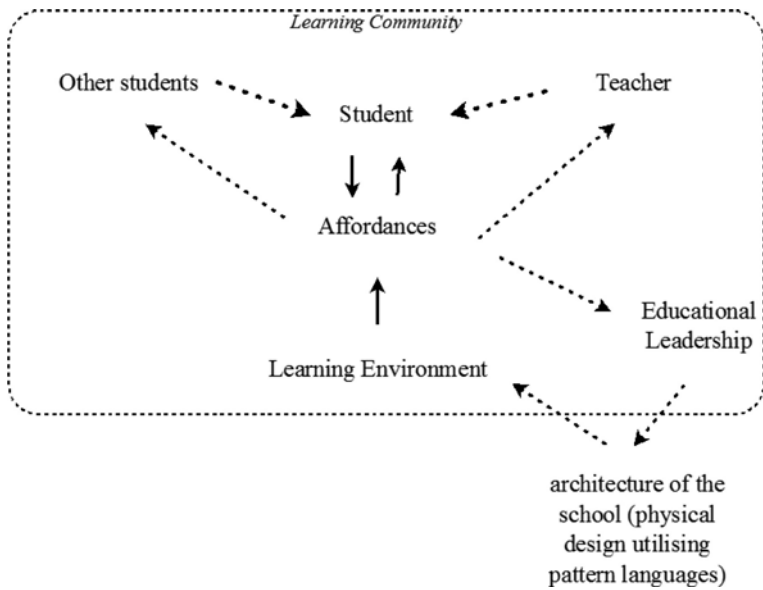 Learning Community
Other students
Teacher
Student
Affordances
Educational
Leadership
Learning Environment
architecture of the
school (physical
design utilising
pattern languages)